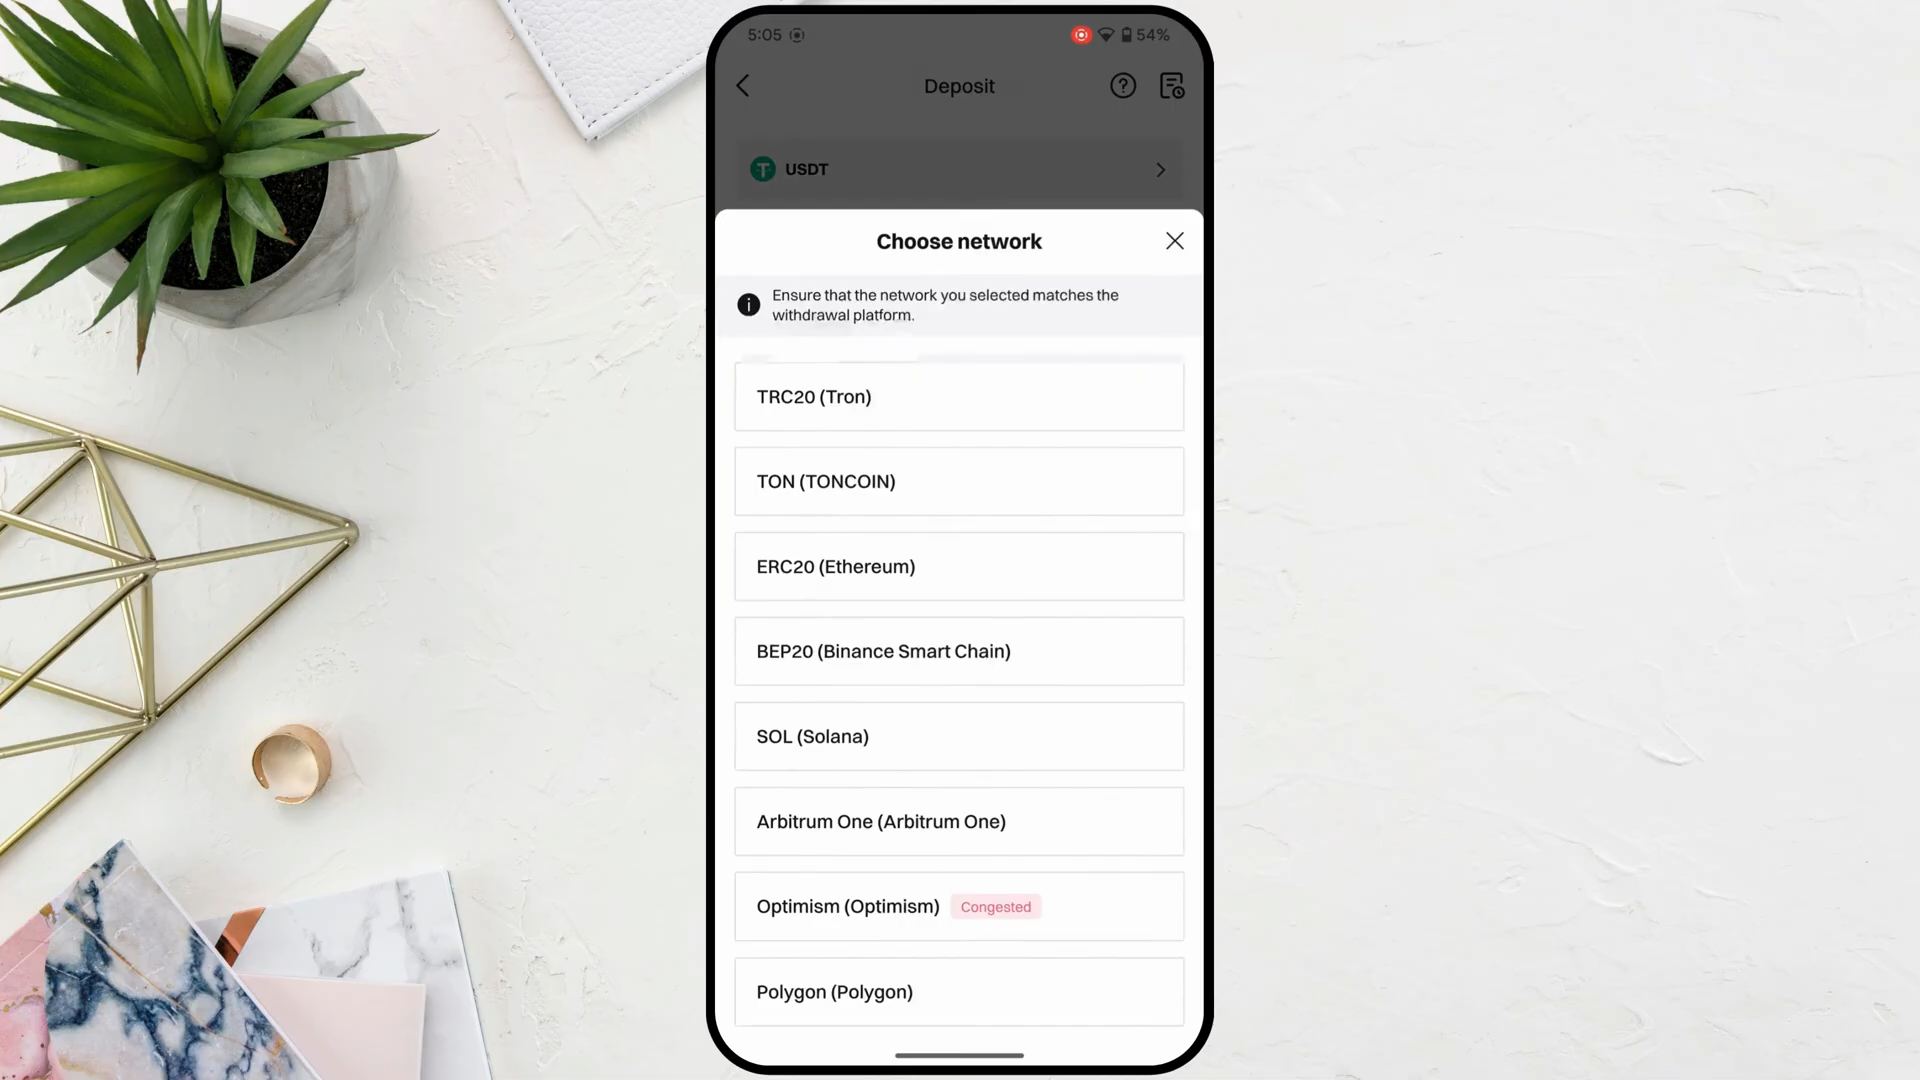 5:05
54%
Deposit
USDT
Choose network
Ensure that the network you selected matches the
withdrawal platform.
TRC20 (Tron)
TON (TONCOIN)
ERC20 (Ethereum)
BEP20 (Binance Smart Chain)
SOL (Solana)
Arbitrum One (Arbitrum One)
Optimism (Optimism) Congested
Polygon (Polygon)